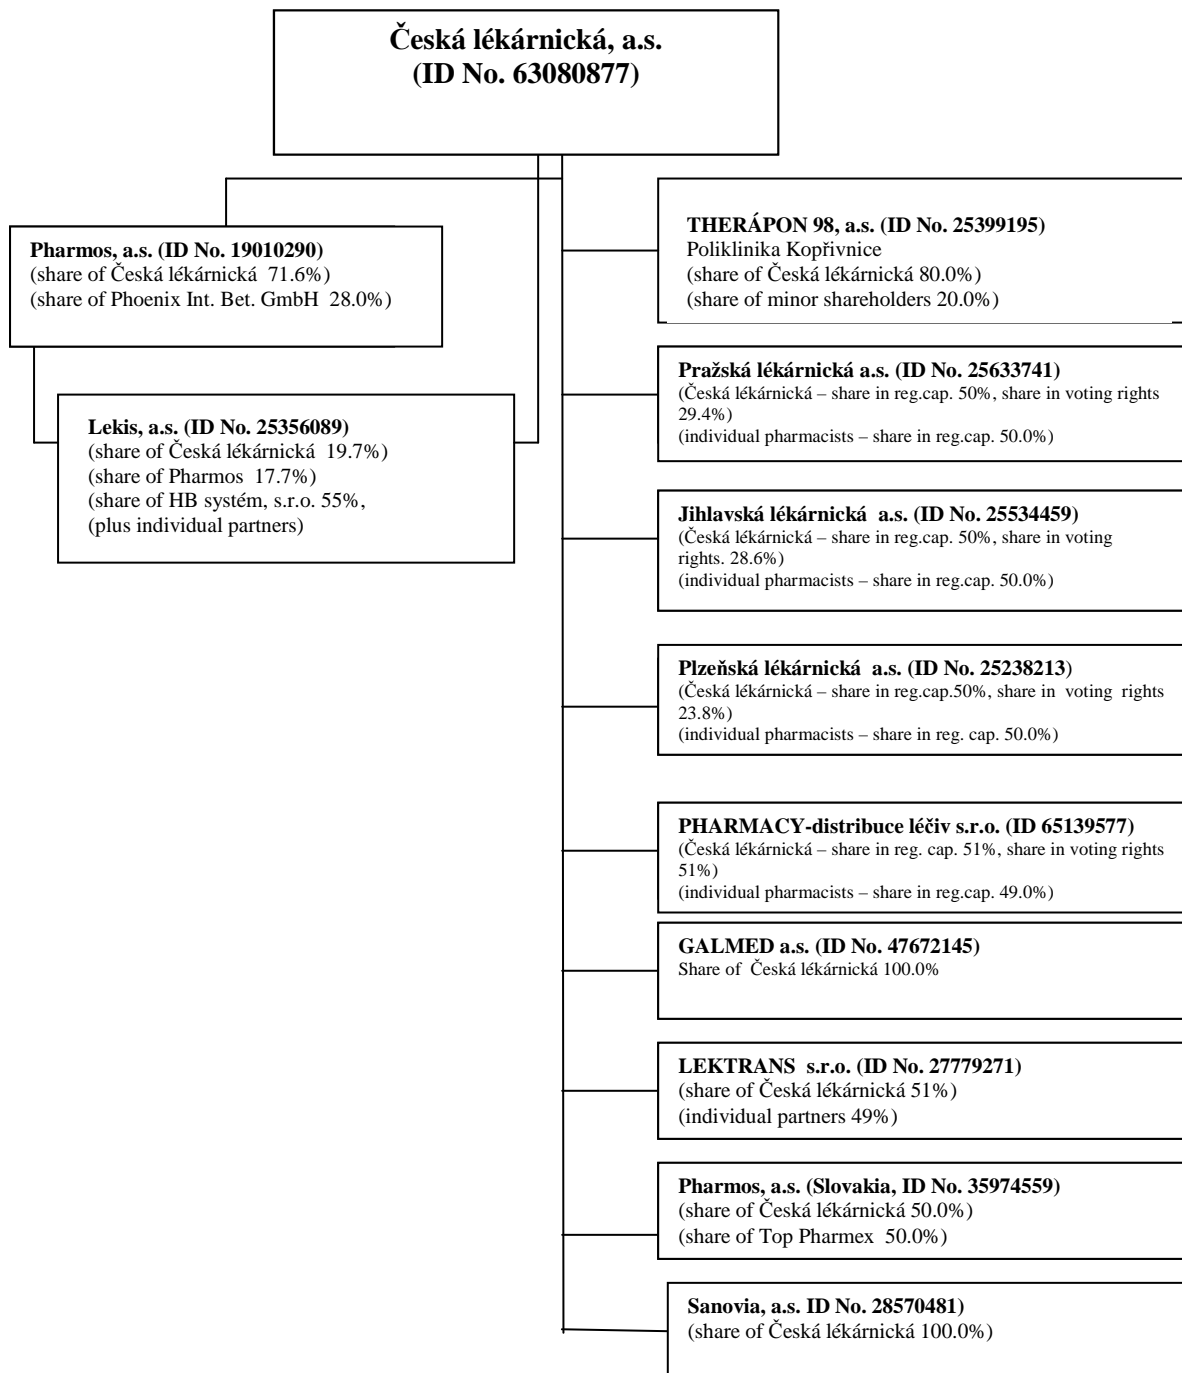 Česká lékárnická, a.s.
(ID No. 63080877)
Pharmos, a.s. (ID No. 19010290)
(share of Česká lékárnická  71.6%)
(share of Phoenix Int. Bet. GmbH  28.0%)
Lekis, a.s. (ID No. 25356089)
(share of Česká lékárnická  19.7%)
(share of Pharmos  17.7%)
(share of HB systém, s.r.o. 55%,
(plus individual partners)
THERÁPON 98, a.s. (ID No. 25399195)
Poliklinika Kopřivnice
(share of Česká lékárnická 80.0%)
(share of minor shareholders 20.0%)
Pražská lékárnická a.s. (ID No. 25633741)
(Česká lékárnická – share in reg.cap. 50%, share in voting rights
29.4%)
(individual pharmacists – share in reg.cap. 50.0%)
Jihlavská lékárnická  a.s. (ID No. 25534459)
(Česká lékárnická – share in reg.cap. 50%, share in voting
rights. 28.6%)
(individual pharmacists – share in reg.cap. 50.0%)
Plzeňská lékárnická  a.s. (ID No. 25238213)
(Česká lékárnická – share in reg.cap.50%, share in  voting  rights
23.8%)
(individual pharmacists – share in reg. cap. 50.0%)
PHARMACY-distribuce léčiv s.r.o. (ID 65139577)
(Česká lékárnická – share in reg. cap. 51%, share in voting rights
51%)
(individual pharmacists – share in reg.cap. 49.0%)
GALMED a.s. (ID No. 47672145)
Share of  Česká lékárnická 100.0%
LEKTRANS  s.r.o. (ID No. 27779271)
(share of Česká lékárnická 51%)
(individual partners 49%)
Pharmos, a.s. (Slovakia, ID No. 35974559)
(share of Česká lékárnická 50.0%)
(share of Top Pharmex  50.0%)
Sanovia, a.s. ID No. 28570481)
(share of Česká lékárnická 100.0%)